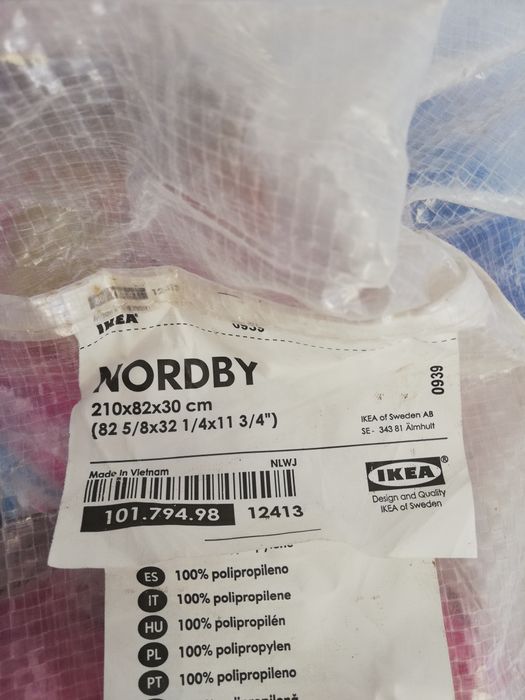 12413
IKEA
0939
NORDBY
210x82x30 cm
(82 5/8x32 1/4x11 3/4")
0939
IKEA of Sweden AB
SE - 343 81 Älmhult
Made in Vietnam
NLWJ
101.794.98 12413
IKEA®
Design and Quality
IKEA of Sweden
ES 100% polipropileno
IT 100% polipropilene
HU 100% polipropilén
PL 100% polipropylen
PT 100% polipropileno